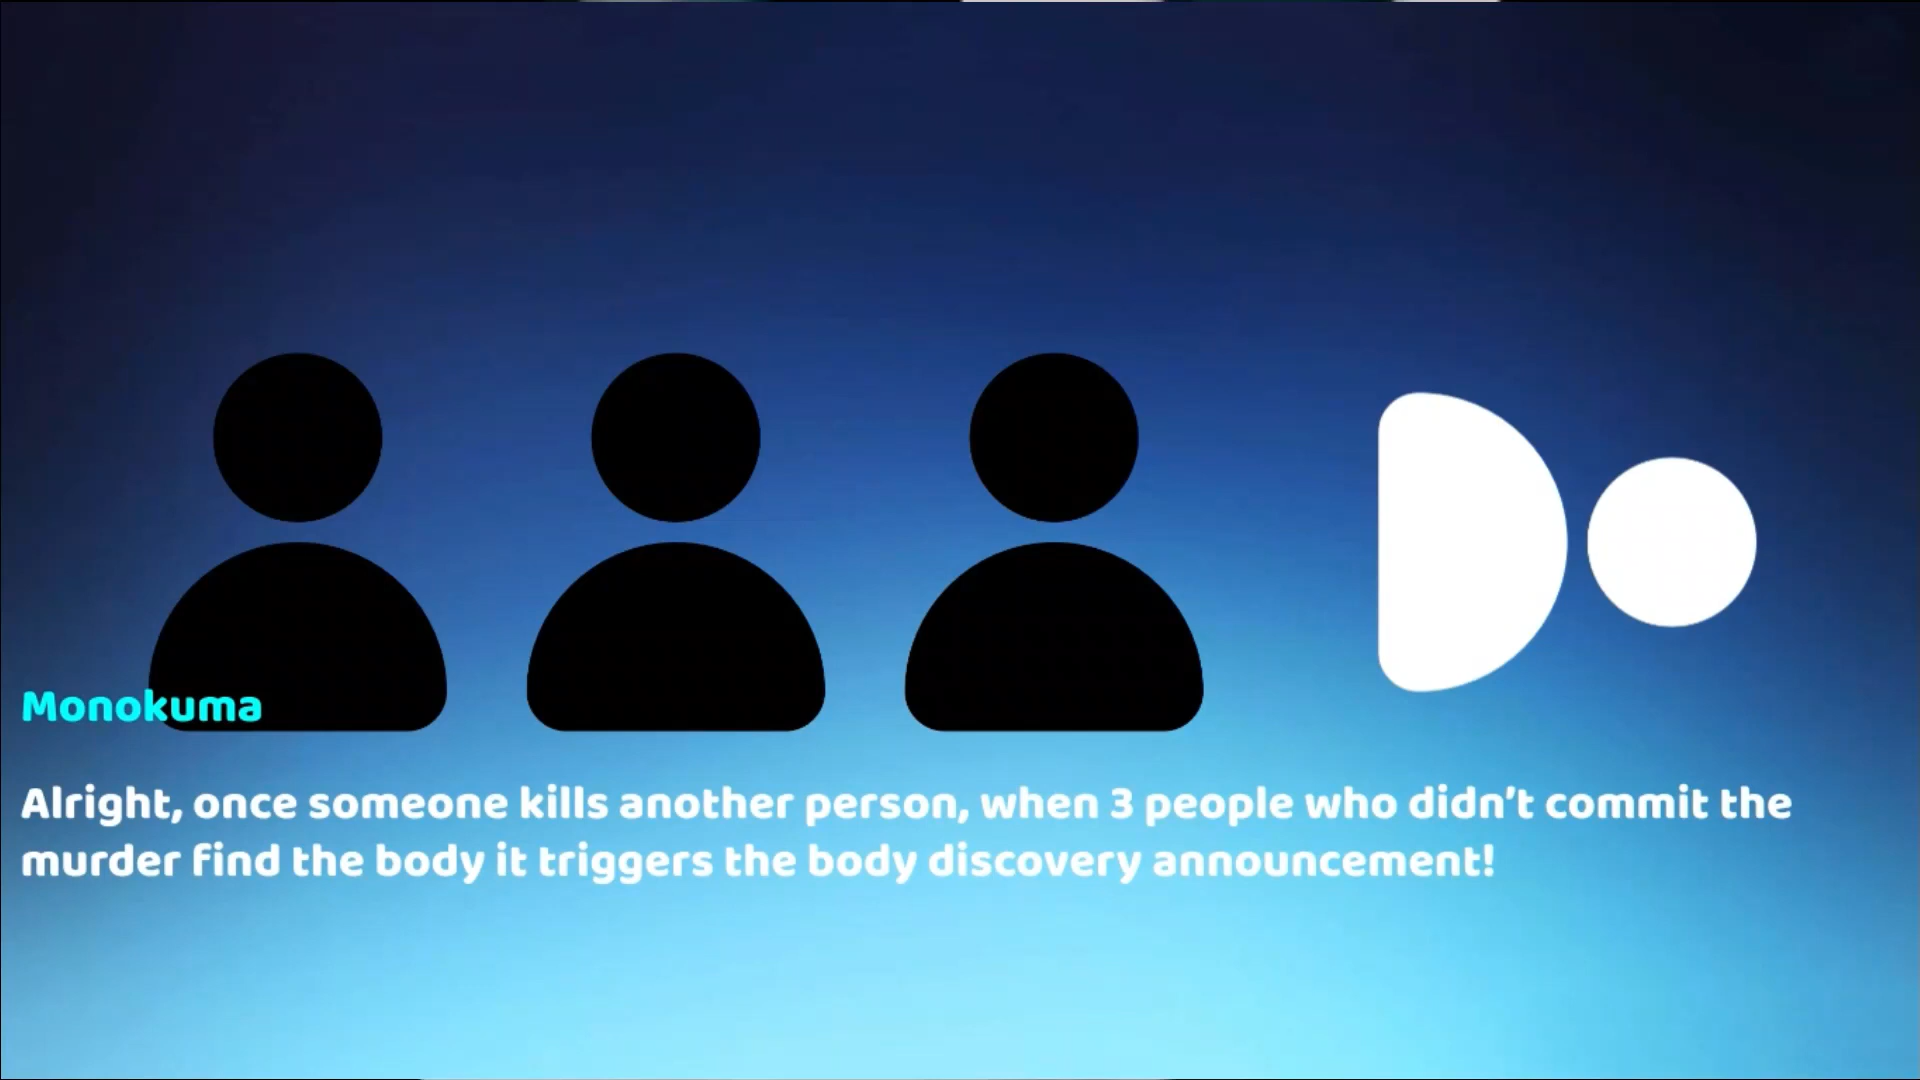 Monokuma
Alright, once someone kills another person, when 3 people who didn’t commit the
murder find the body it triggers the body discovery announcement!